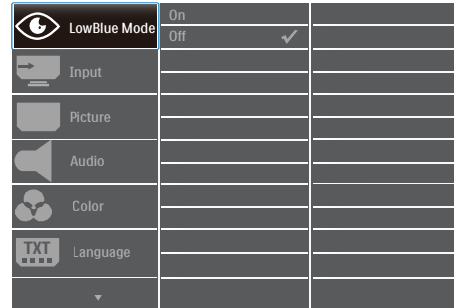 LowBlue Mode
On
Off
Input
Picture
Audio
Color
TXT
Language